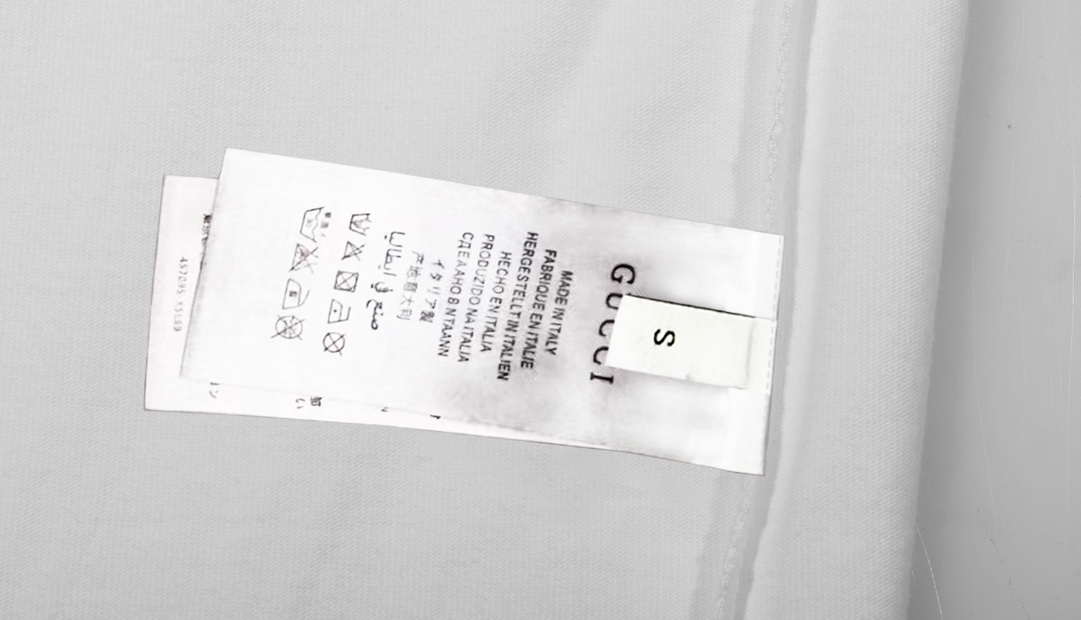 GUCCI
S
MADE IN ITALY
FABRIQUE EN ITALIE
HERGESTELLT IN ITALIEN
HECHO EN ITALIA
PRODUZIDO NA ITALIA
СДЕЛАНО В ИТАЛИИ
イタリア製
产地意大利
صنع في ايطاليا